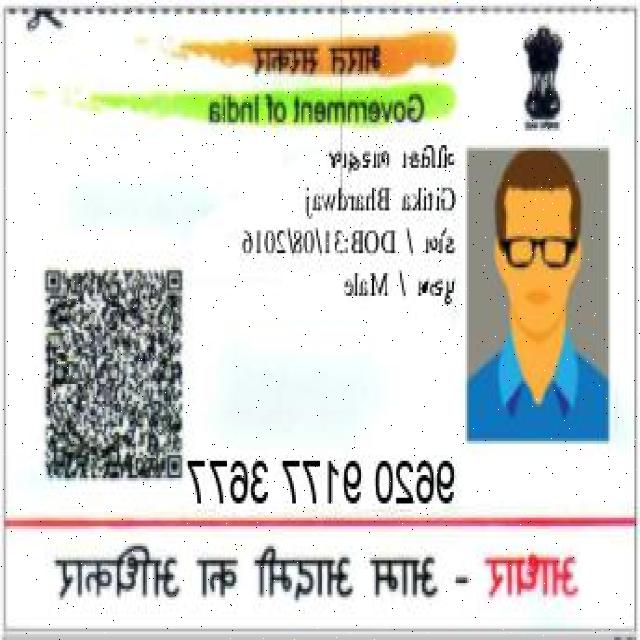 भारत सरकार
Government of India
ગીતિકા ભારદ્વાજ
Gitika Bhardwaj
/ DOB:31/08/2016
પુરુષ / Male
9620 9177 3677
आधार - आम आदमी का अधिकार